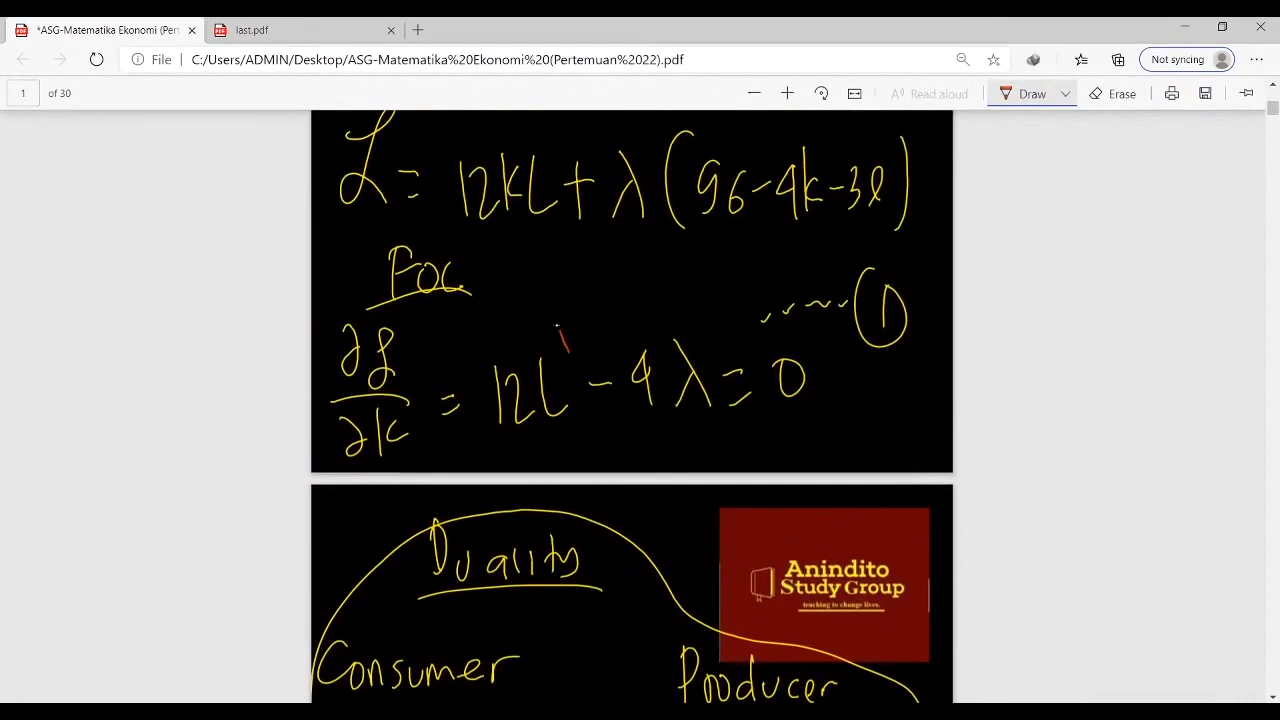 *ASG-Matematika Ekonomi (Pert
last.pdf
File
C:/Users/ADMIN/Desktop/ASG-Matematika%20Ekonomi%20(Pertemuan%2022).pdf
Not syncing
1 of 30
Read aloud
Draw
Erase
ℒ = 12KL + λ (96 - 4k - 3l)
FOC
..... ①
∂ℒ/∂K = 12L - 4λ = 0
Duality
Anindito
Study Group
teaching to change lives.
Consumer
Producer